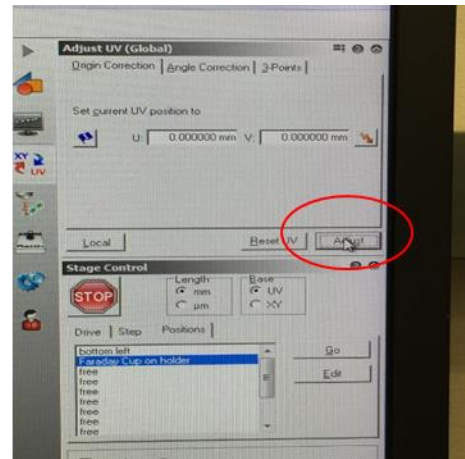 Adjust UV (Global)
Origin Correction Angle Correction 3-Points
Set current UV position to
U: 0.000000 mm V: 0.000000 mm
XY
UV
Local Reset UV Adjust
Stage Control
STOP
Length Base
mm UV
µm XY
Drive Step Positions
bottom left
Faraday Cup on holder
free
free
free
free
free
free
free
Go
Edit